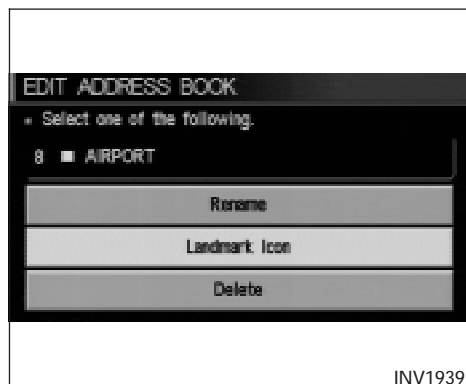 EDIT ADDRESS BOOK
▪ Select one of the following.
8 ■ AIRPORT
Rename
Landmark Icon
Delete
INV1939